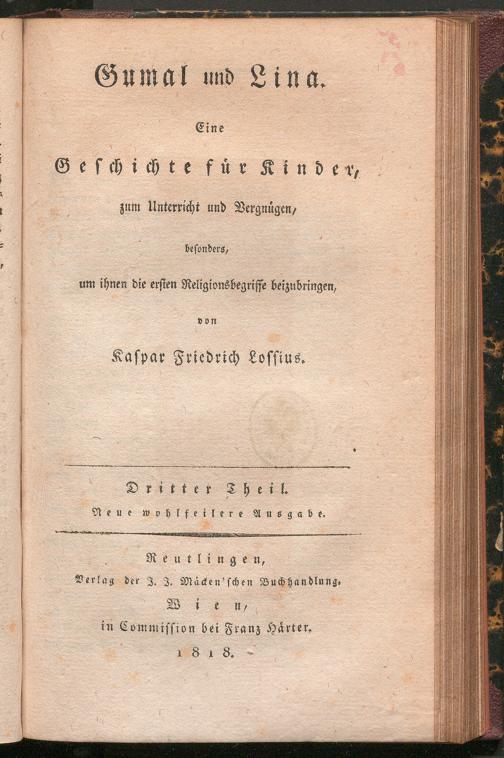 Gumal und Lina.
Eine
Geschichte für Kinder,
zum Unterricht und Vergnügen,
besonders,
um ihnen die ersten Religionsbegriffe beizubringen,
von
Kaspar Friedrich Lossius.
Dritter Theil.
Neue wohlfeilere Ausgabe.
Reutlingen,
Verlag der J. J. Mäcken'schen Buchhandlung.
Wien,
in Commission bei Franz Härter.
1818.